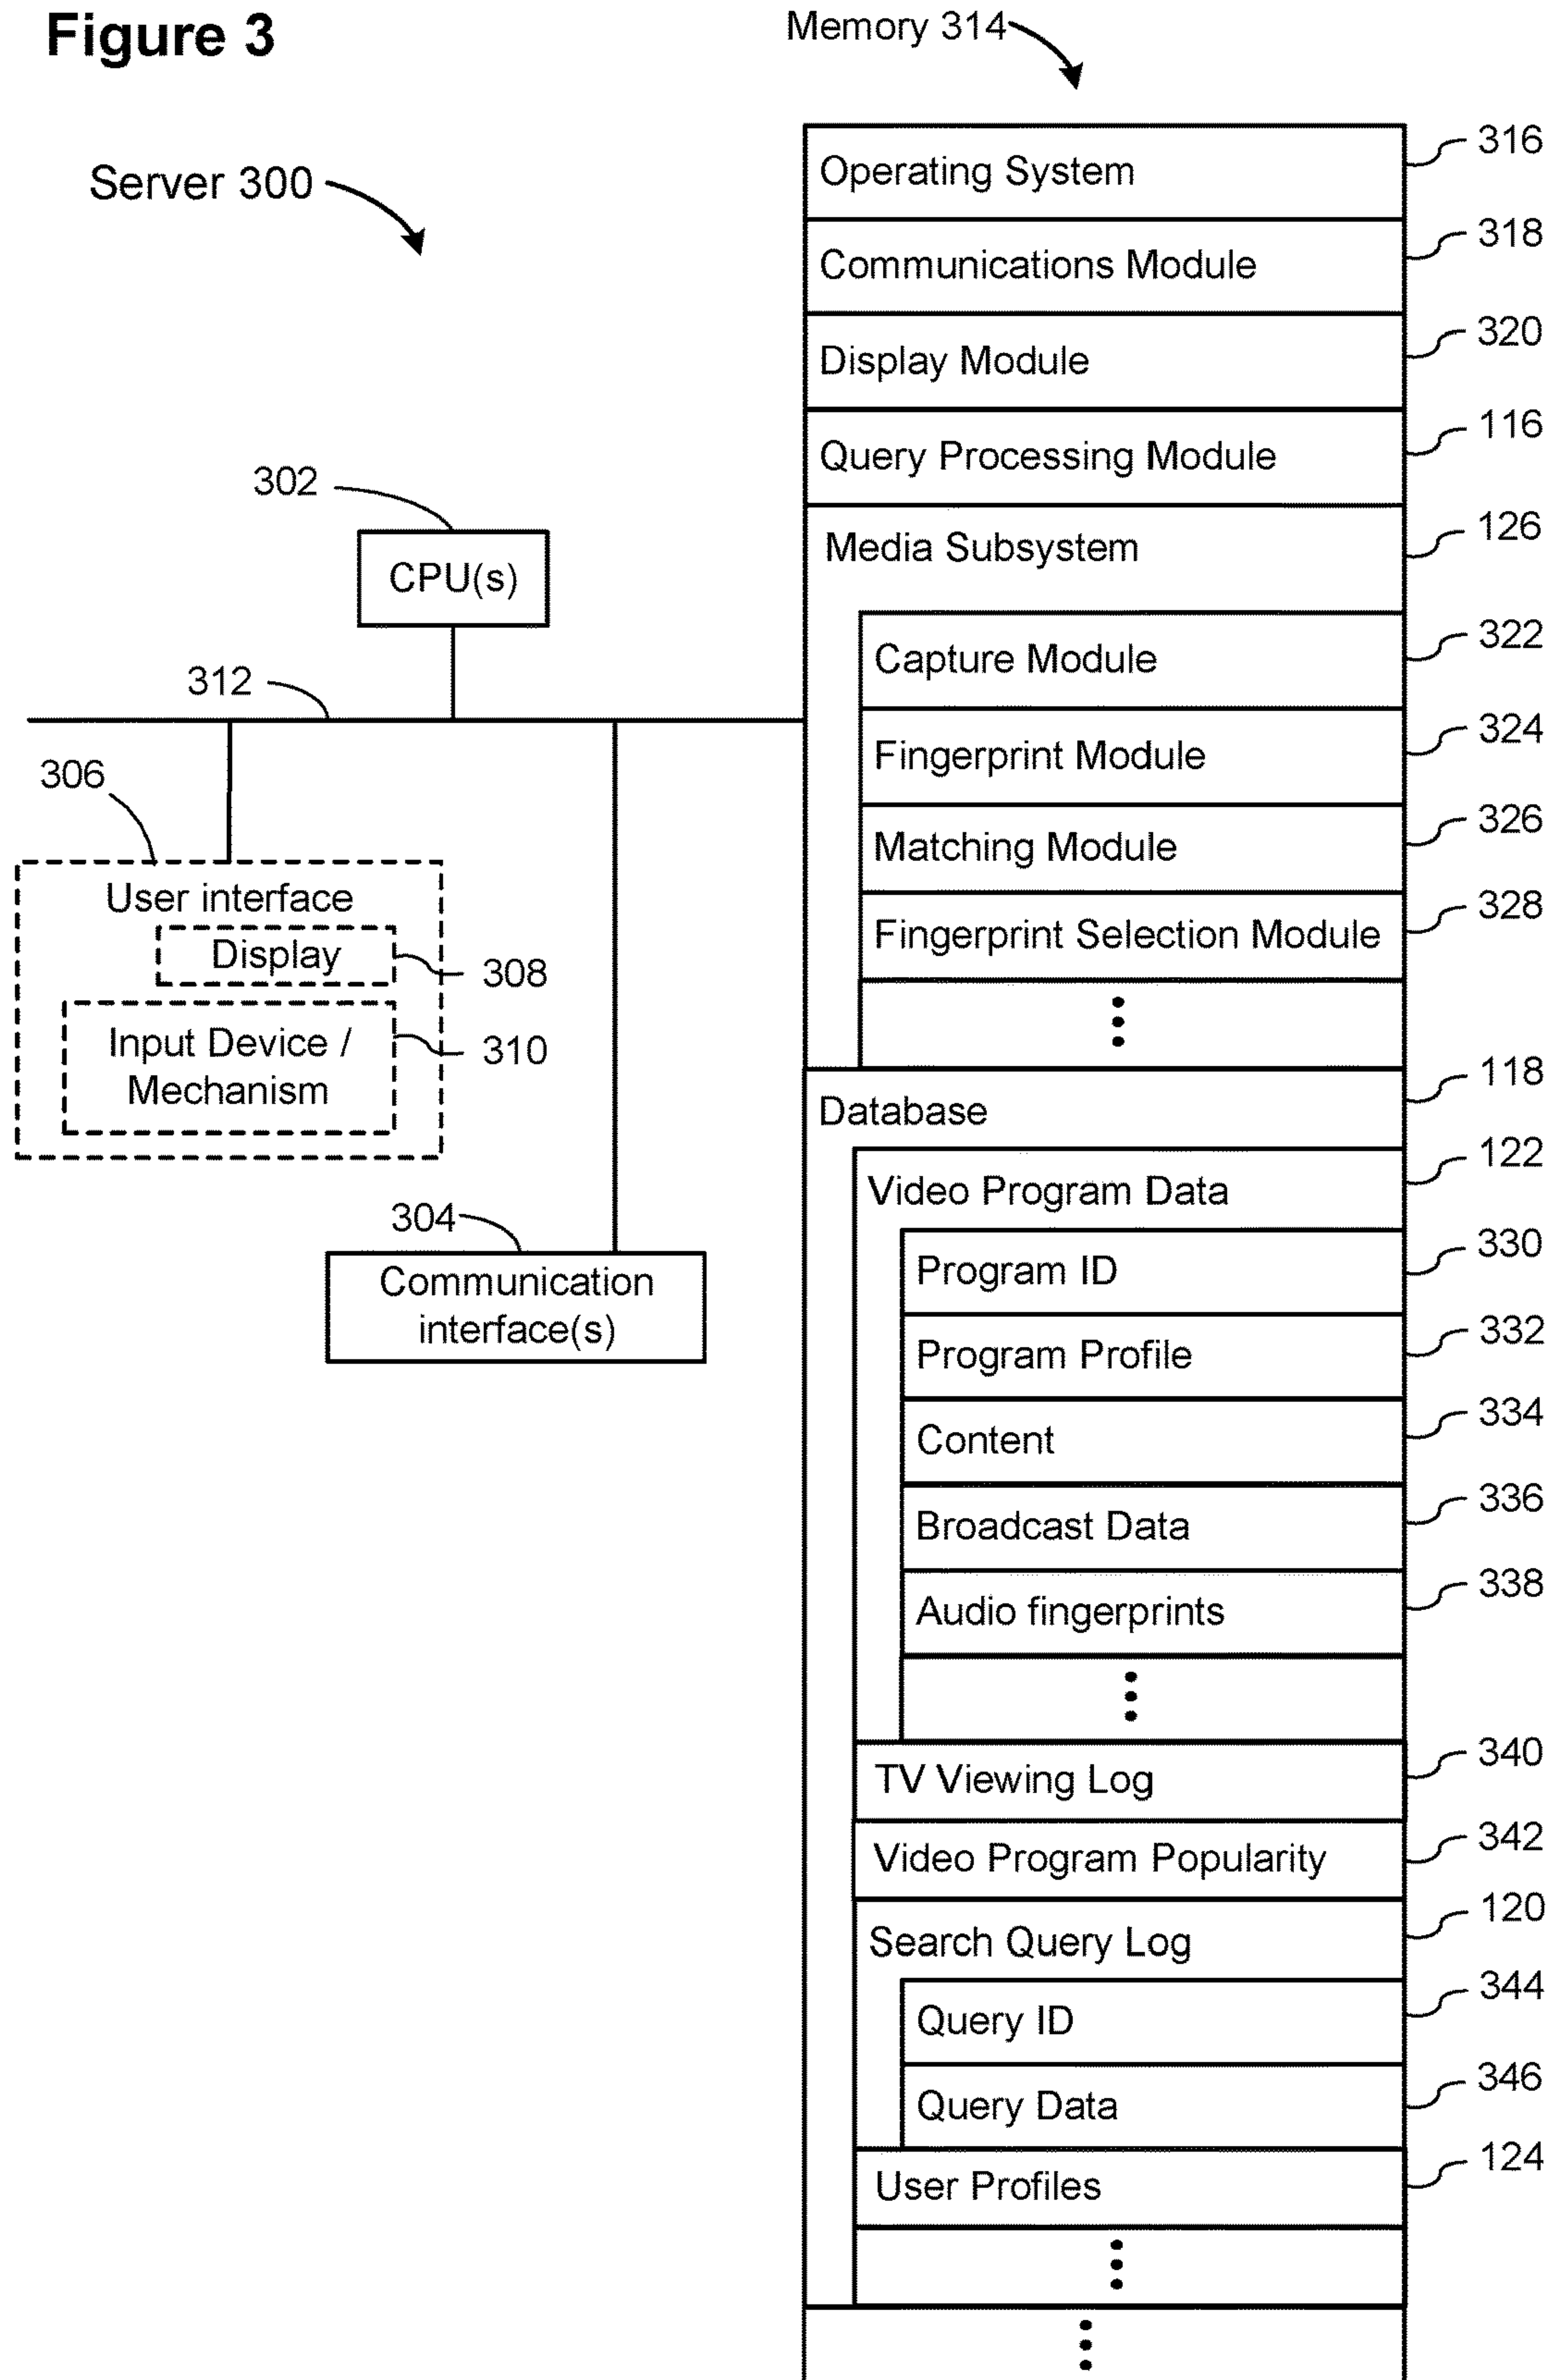 Figure 3
Memory 314
Server 300
Operating System
316
Communications Module
318
Display Module
320
Query Processing Module
116
Media Subsystem
126
Capture Module
322
Fingerprint Module
324
Matching Module
326
Fingerprint Selection Module
328
302
CPU(s)
312
306
User interface
Display
308
Input Device /
Mechanism
310
304
Communication
interface(s)
Database
118
Video Program Data
122
Program ID
330
Program Profile
332
Content
334
Broadcast Data
336
Audio fingerprints
338
TV Viewing Log
340
Video Program Popularity
342
Search Query Log
120
Query ID
344
Query Data
346
User Profiles
124